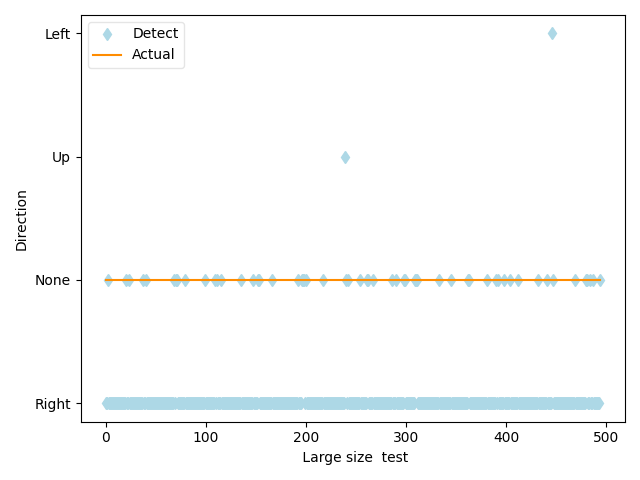 Left
Detect
Actual
Up
Direction
None
Right
0 100 200 300 400 500
Large size  test